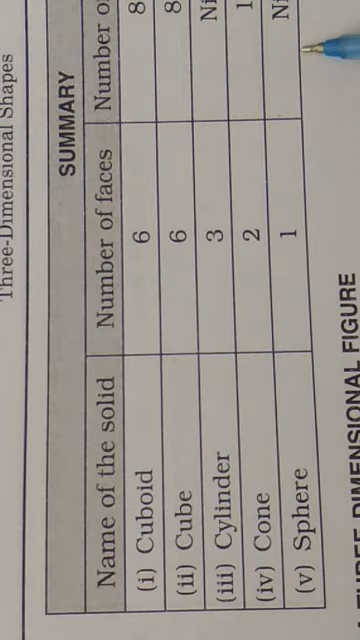 Three-Dimensional Shapes
SUMMARY
Name of the solid Number of faces Number
(i) Cuboid 6 8
(ii) Cube 6 8
(iii) Cylinder 3
(iv) Cone 2 1
(v) Sphere 1
THREE DIMENSIONAL FIGURE